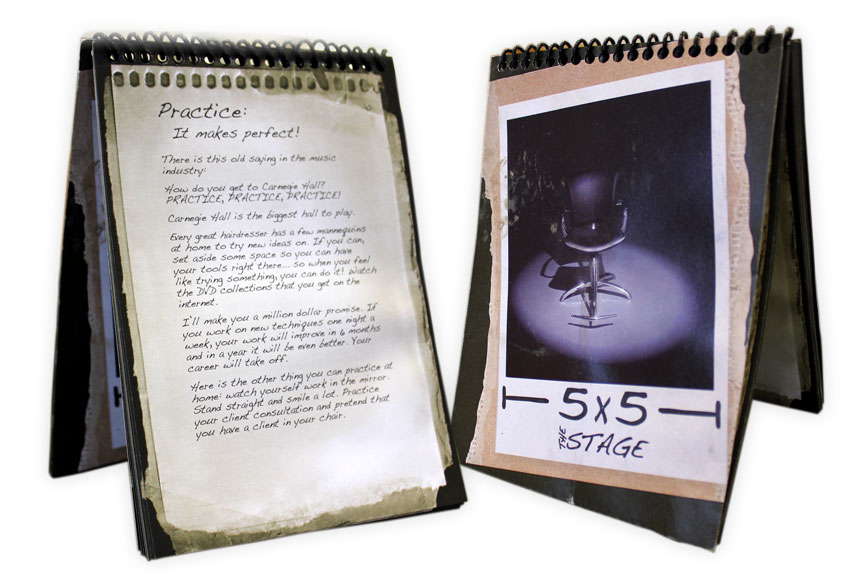 Practice:
It makes perfect!
There is this old saying in the music
industry:
How do you get to Carnegie Hall?
PRACTICE, PRACTICE, PRACTICE!
Carnegie Hall is the biggest hall to play.
Every great hairdresser has a few mannequins
at home to try new ideas on. If you can,
set aside some space so you can have
your tools right there... so when you feel
like trying something, you can do it! Watch
the DVD collections that you get on the
internet.
I'll make you a million dollar promise. If
you work on new techniques one night a
week, your work will improve in 6 months
and in a year it will be even better. Your
career will take off.
Here is the other thing you can practice at
home: watch yourself work in the mirror.
Stand straight and smile a lot. Practice
your client consultation and pretend that
you have a client in your chair.
5x5
THE STAGE